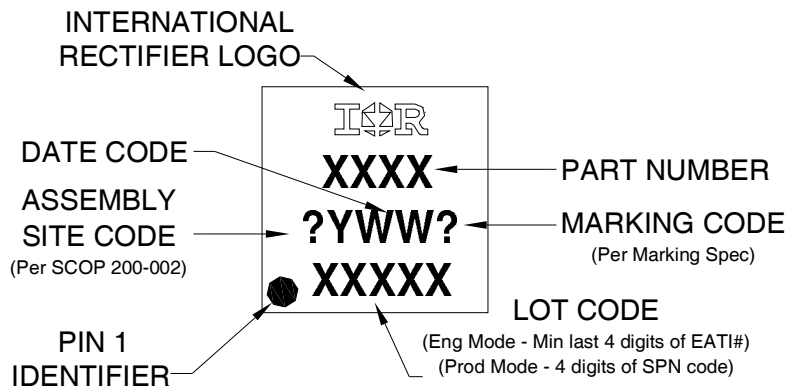 INTERNATIONAL
RECTIFIER LOGO
IOR
DATE CODE
XXXX
PART NUMBER
ASSEMBLY
SITE CODE
(Per SCOP 200-002)
?YWW?
MARKING CODE
(Per Marking Spec)
XXXXX
LOT CODE
(Eng Mode - Min last 4 digits of EATI#)
(Prod Mode - 4 digits of SPN code)
PIN 1
IDENTIFIER